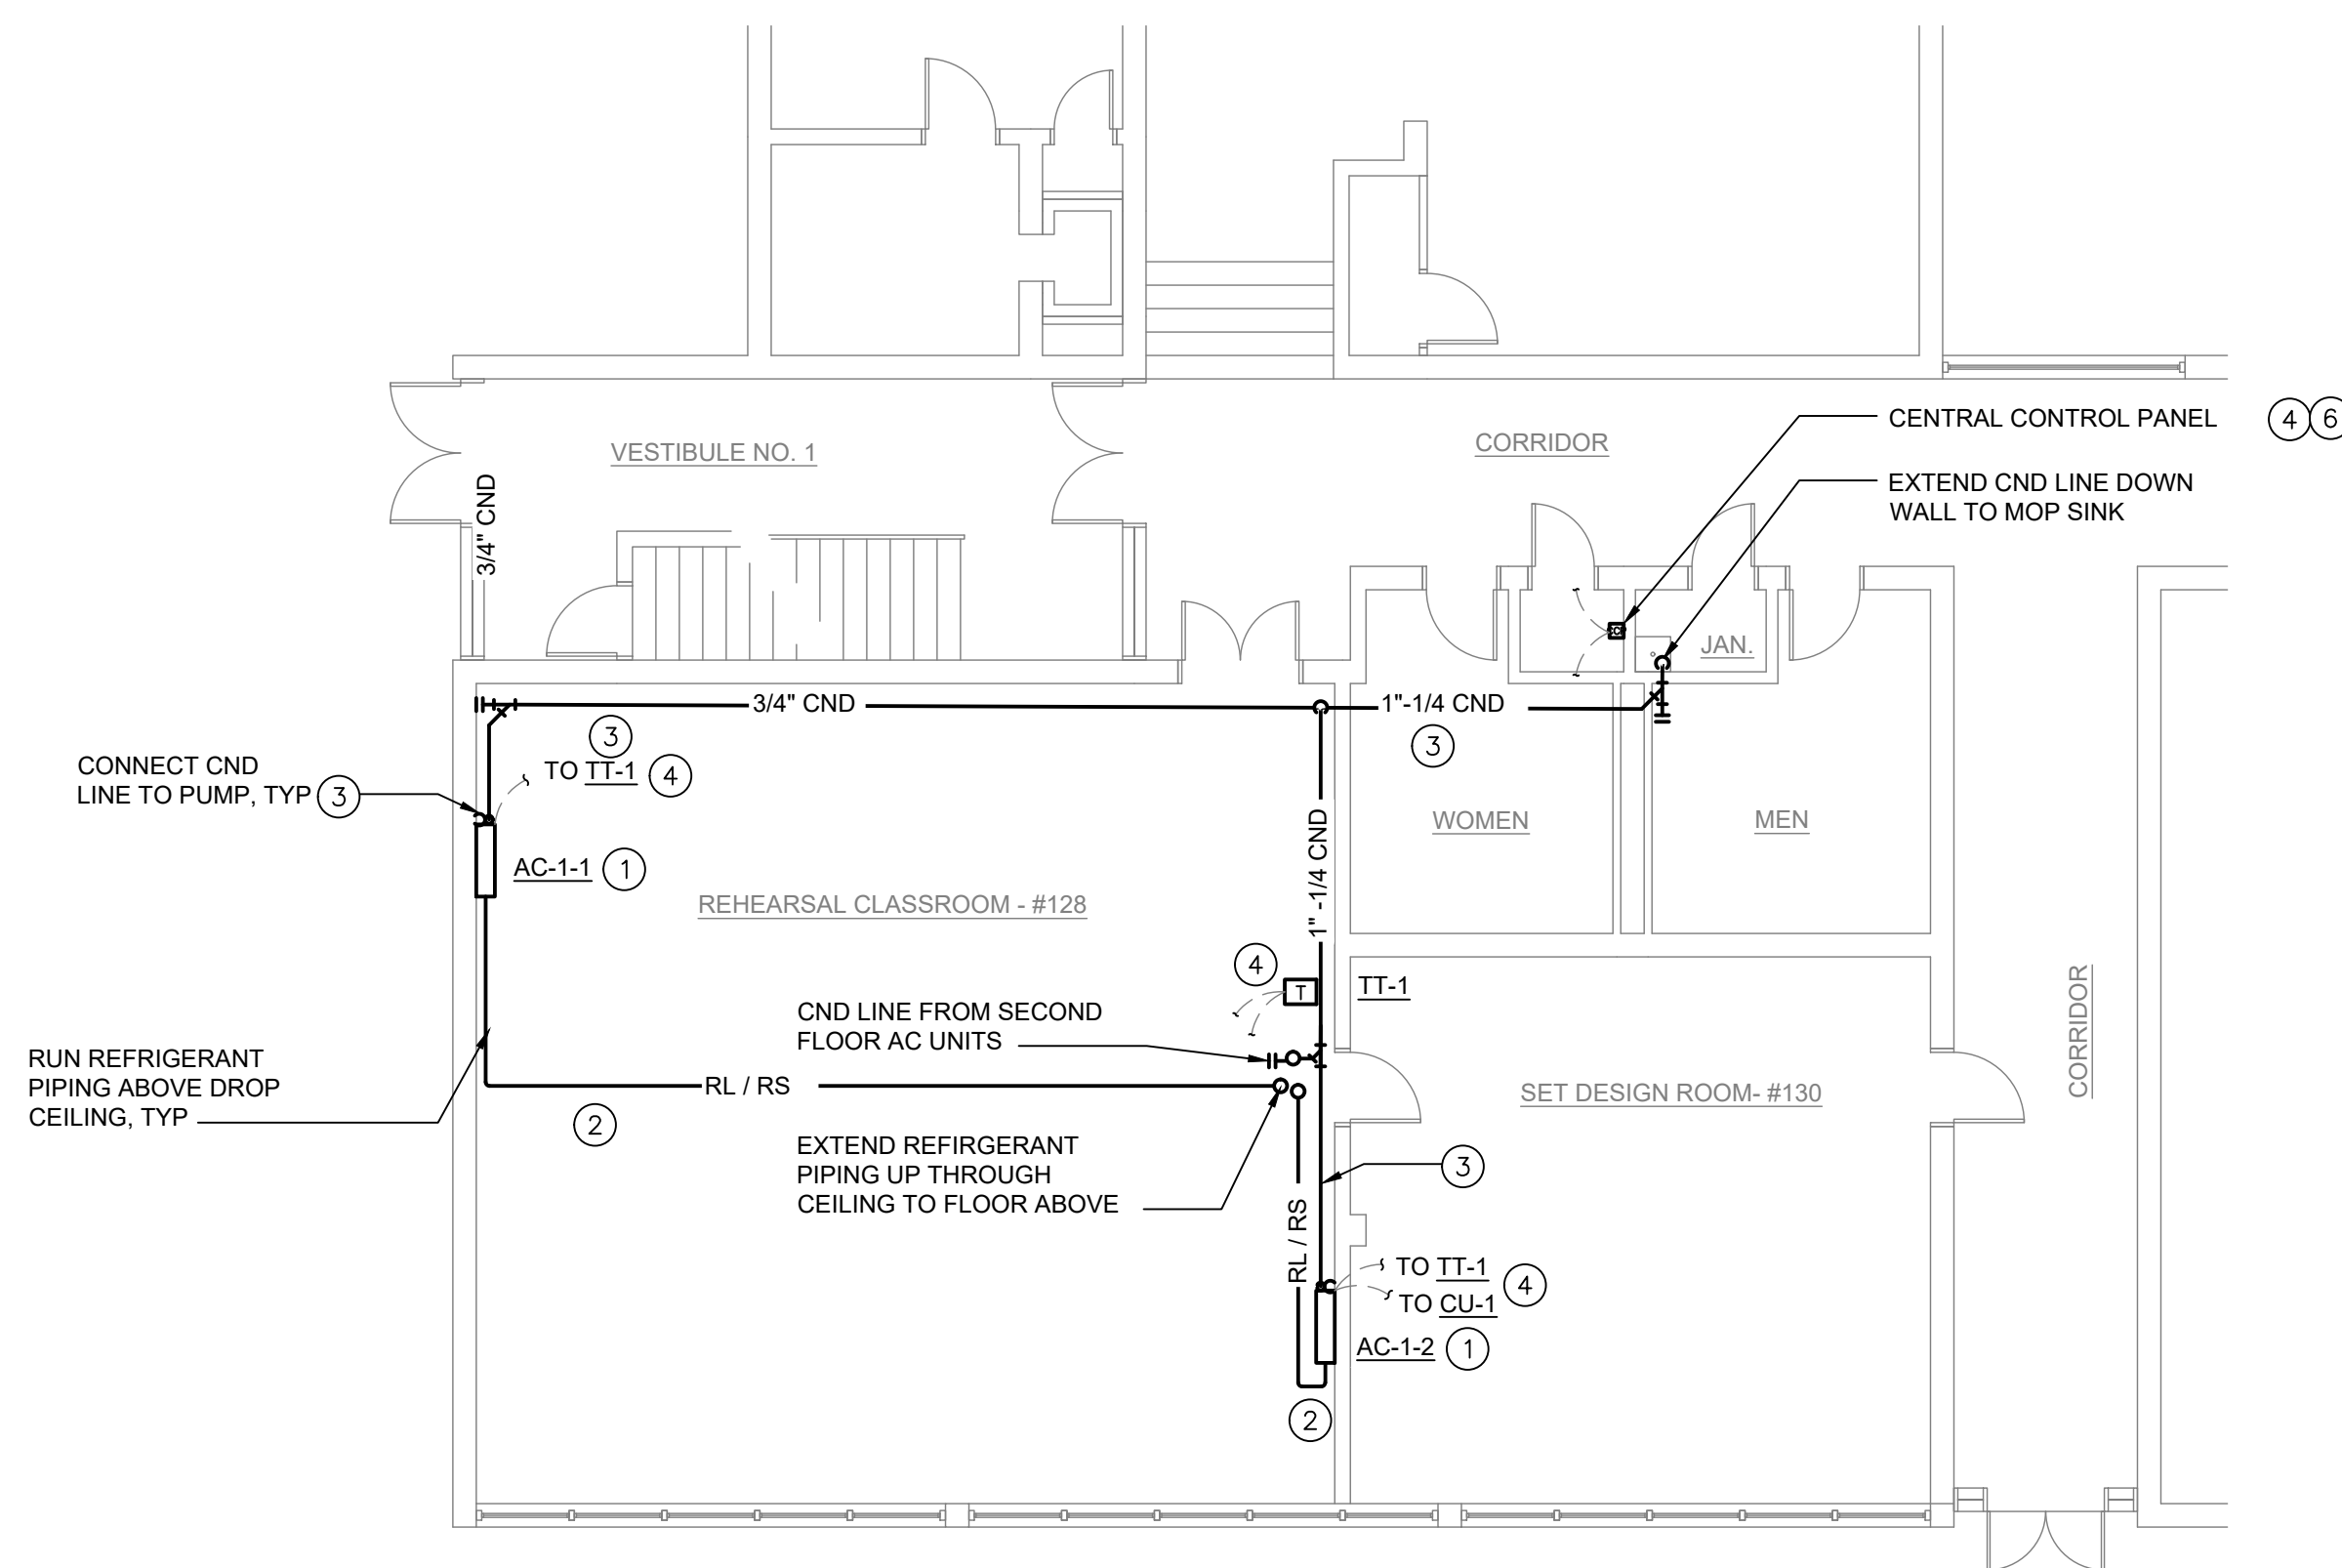 CENTRAL CONTROL PANEL
4
6
CORRIDOR
VESTIBULE NO. 1
EXTEND CND LINE DOWN
WALL TO MOP SINK
3/4" CND
JAN.
3/4" CND
1"-1/4 CND
3
3
CONNECT CND
LINE TO PUMP, TYP
3
TO TT-1
4
1" -1/4 CND
WOMEN
MEN
AC-1-1
1
REHEARSAL CLASSROOM - #128
4
T
TT-1
CORRIDOR
CND LINE FROM SECOND
FLOOR AC UNITS
RUN REFRIGERANT
PIPING ABOVE DROP
CEILING, TYP
RL / RS
2
SET DESIGN ROOM- #130
EXTEND REFIRGERANT
PIPING UP THROUGH
CEILING TO FLOOR ABOVE
3
RL / RS
TO TT-1
TO CU-1
4
AC-1-2
1
2